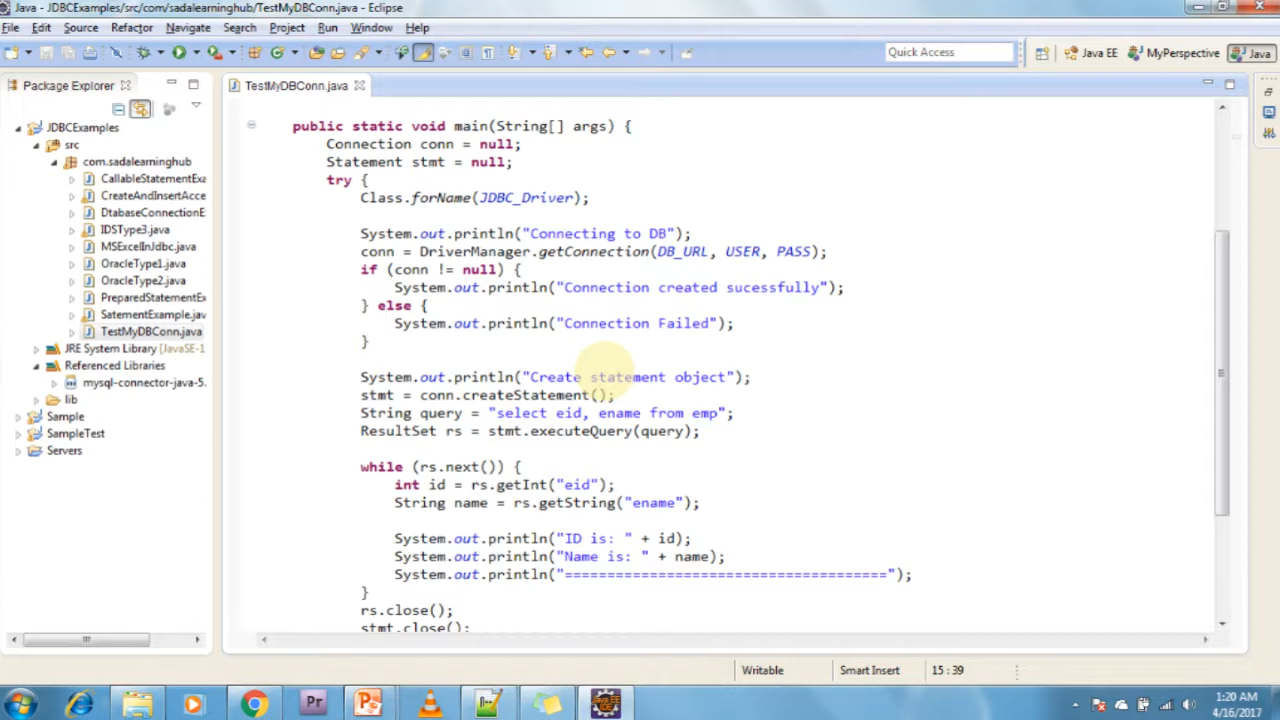 Java - JDBCExamples/src/com/sadalearninghub/TestMyDBConn.java - Eclipse
File Edit Source Refactor Navigate Search Project Run Window Help
Quick Access
Java EE
MyPerspective
Java
Package Explorer
JDBCExamples
src
com.sadalearninghub
CallableStatementExa
CreateAndInsertAcce
DtabaseConnectionE
IDSType3.java
MSExcelInJdbc.java
OracleType1.java
OracleType2.java
PreparedStatementEx
SatementExample.jav
TestMyDBConn.java
JRE System Library [JavaSE-1
Referenced Libraries
mysql-connector-java-5.
lib
Sample
SampleTest
Servers
TestMyDBConn.java
public static void main(String[] args) {
Connection conn = null;
Statement stmt = null;
try {
Class.forName(JDBC_Driver);
System.out.println("Connecting to DB");
conn = DriverManager.getConnection(DB_URL, USER, PASS);
if (conn != null) {
System.out.println("Connection created sucessfully");
} else {
System.out.println("Connection Failed");
}
System.out.println("Create statement object");
stmt = conn.createStatement();
String query = "select eid, ename from emp";
ResultSet rs = stmt.executeQuery(query);
while (rs.next()) {
int id = rs.getInt("eid");
String name = rs.getString("ename");
System.out.println("ID is: " + id);
System.out.println("Name is: " + name);
System.out.println("======================================");
}
rs.close();
stmt.close();
Writable
Smart Insert
15 : 39
Pr
1:20 AM
4/16/2017